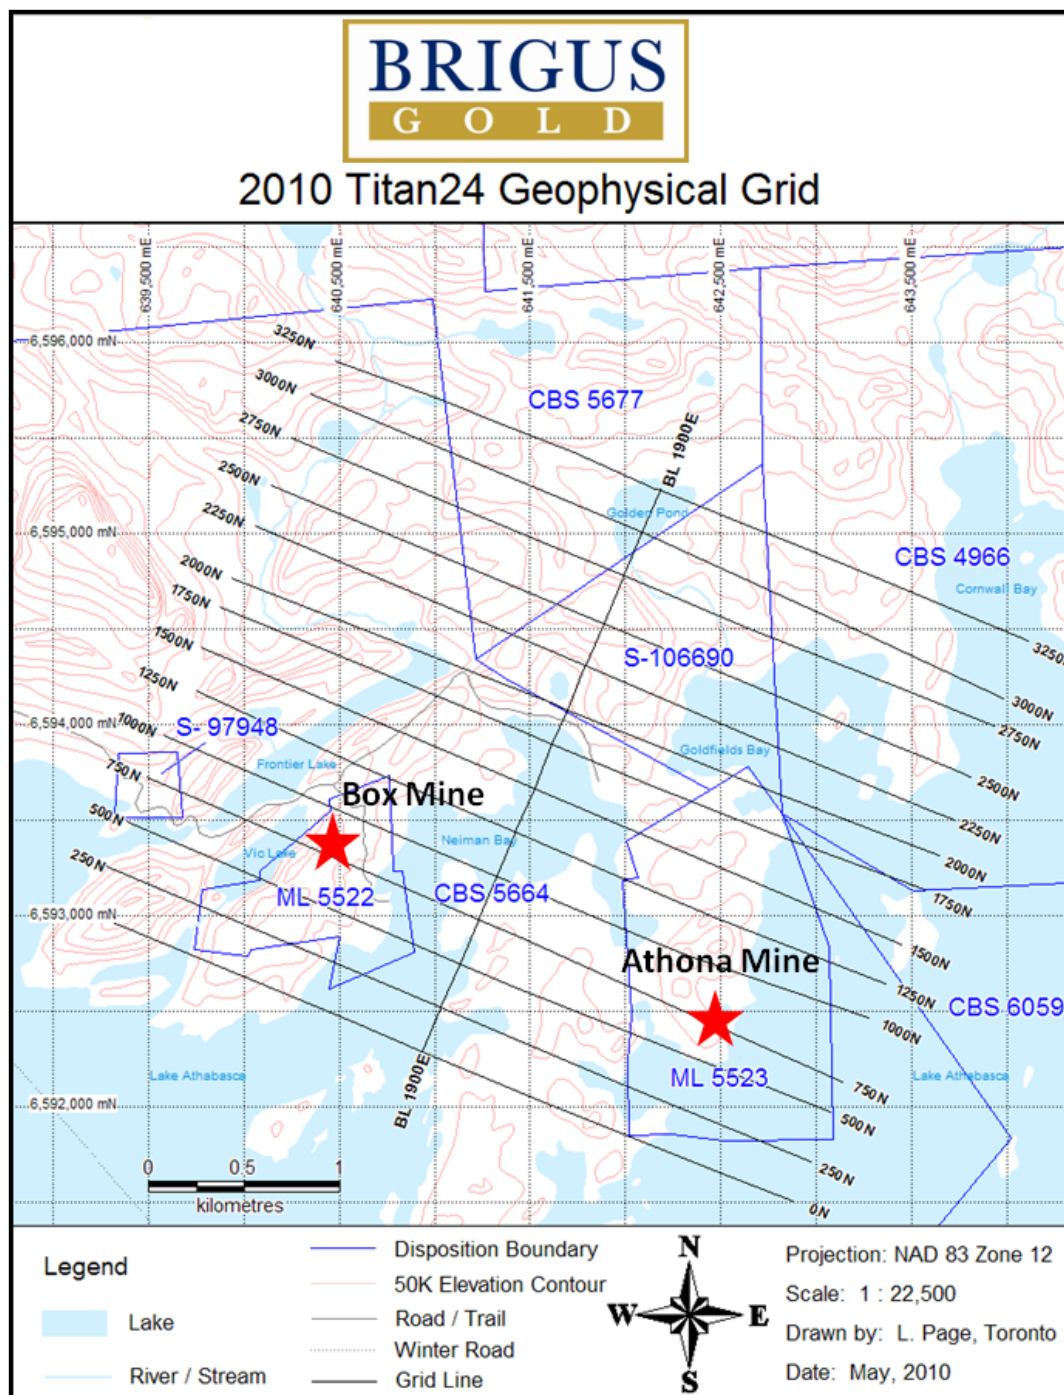 BRIGUS
GOLD
2010 Titan24 Geophysical Grid
639,500 mE
640,500 mE
641,500 mE
642,500 mE
643,500 mE
6,596,000 mN
3250N
3000N
CBS 5677
2750N
BL 1900E
2500N
2250N
Golden Pond
6,595,000 mN
CBS 4966
2000N
Cornwall Bay
1750N
1500N
3250N
S-106690
1250N
3000N
1000N
6,594,000 mN
S- 97948
2750N
Goldfields Bay
750N
Frontier Lake
2500N
Box Mine
500N
2250N
Neiman Bay
250N
Vic Lake
2000N
ML 5522
CBS 5664
1750N
6,593,000 mN
1500N
Athona Mine
1250N
CBS 6059
1000N
BL 1900E
Lake Athabasca
ML 5523
Lake Athabasca
750N
6,592,000 mN
500N
250N
0 0.5 1
kilometres
0N
Legend
Lake
River / Stream
Disposition Boundary
50K Elevation Contour
Road / Trail
Winter Road
Grid Line
N
W E
S
Projection: NAD 83 Zone 12
Scale: 1 : 22,500
Drawn by: L. Page, Toronto
Date: May, 2010